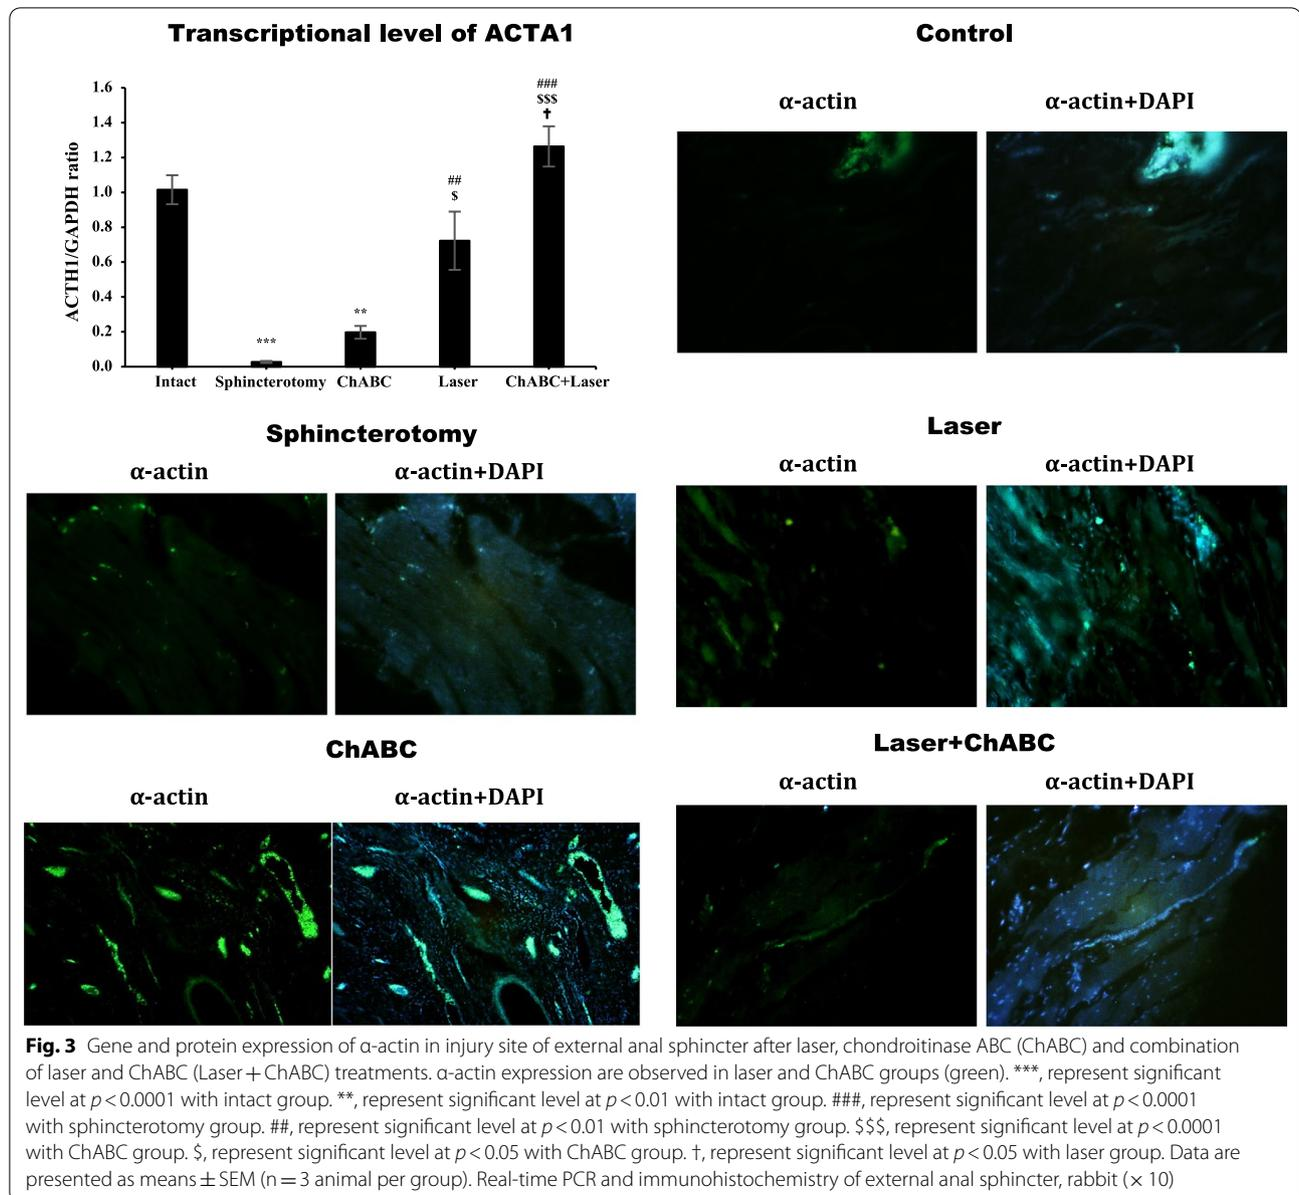 Transcriptional level of ACTA1
ACTH1/GAPDH ratio
1.6
1.4
1.2
1.0
0.8
0.6
0.4
0.2
0.0
***
**
##
$
###
$$$
✝
Intact
Sphincterotomy
ChABC
Laser
ChABC+Laser
Control
α-actin
α-actin+DAPI
Sphincterotomy
α-actin
α-actin+DAPI
Laser
α-actin
α-actin+DAPI
ChABC
α-actin
α-actin+DAPI
Laser+ChABC
α-actin
α-actin+DAPI
Fig. 3 Gene and protein expression of α-actin in injury site of external anal sphincter after laser, chondroitinase ABC (ChABC) and combination
of laser and ChABC (Laser + ChABC) treatments. α-actin expression are observed in laser and ChABC groups (green). ***, represent significant
level at p < 0.0001 with intact group. **, represent significant level at p < 0.01 with intact group. ###, represent significant level at p < 0.0001
with sphincterotomy group. ##, represent significant level at p < 0.01 with sphincterotomy group. $$$, represent significant level at p < 0.0001
with ChABC group. $, represent significant level at p < 0.05 with ChABC group. †, represent significant level at p < 0.05 with laser group. Data are
presented as means ± SEM (n = 3 animal per group). Real-time PCR and immunohistochemistry of external anal sphincter, rabbit (× 10)